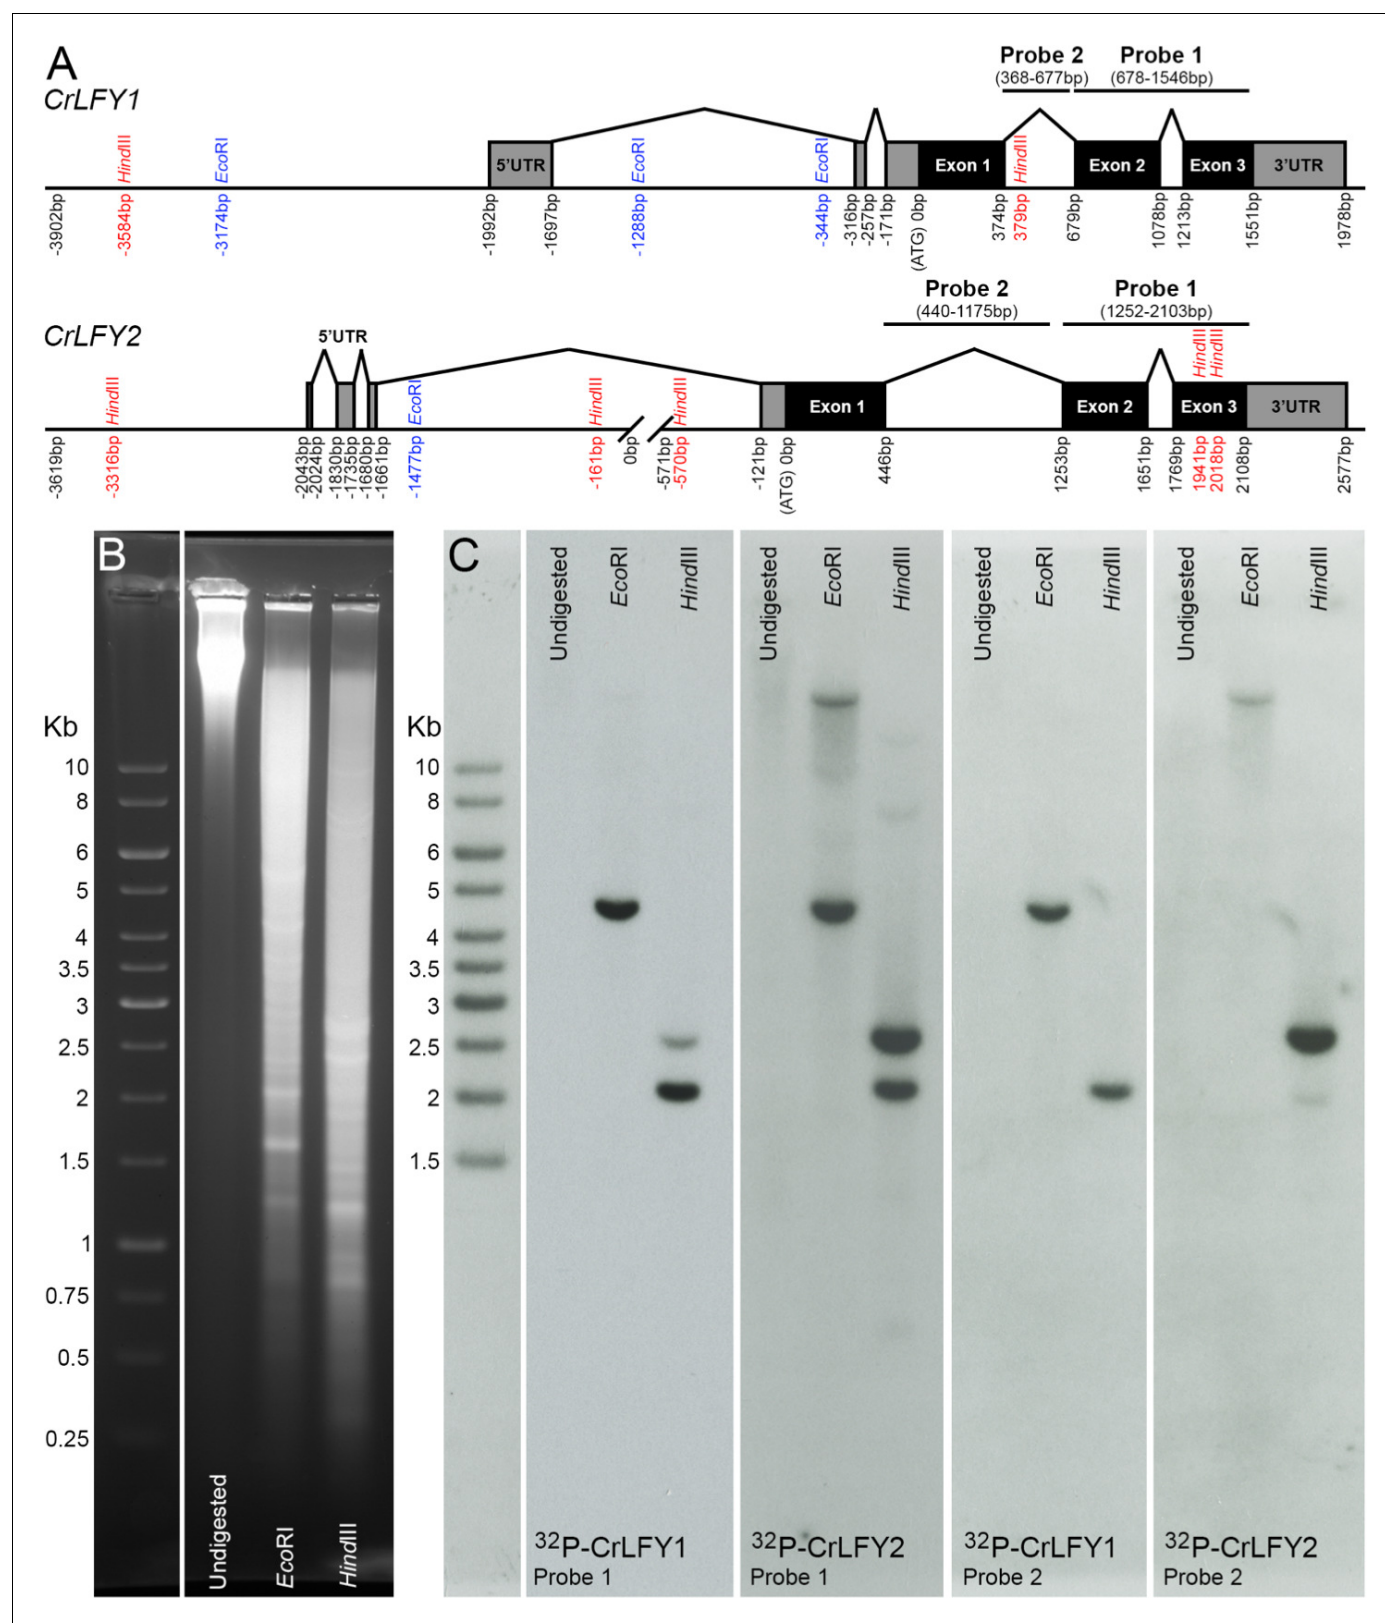 A
CrLFY1
Probe 2
(368-677bp)
Probe 1
(678-1546bp)
HindIII
EcoRI
5'UTR
EcoRI
EcoRI
Exon 1
HindIII
Exon 2
Exon 3
3'UTR
-3902bp
-3584bp
-3174bp
-1992bp
-1697bp
-1288bp
-344bp
-316bp
-257bp
-171bp
(ATG) 0bp
374bp
379bp
679bp
1078bp
1213bp
1551bp
1978bp
CrLFY2
Probe 2
(440-1175bp)
Probe 1
(1252-2103bp)
HindIII
5'UTR
EcoRI
HindIII
HindIII
Exon 1
Exon 2
HindIII
HindIII
Exon 3
3'UTR
-3619bp
-3316bp
-2043bp
-2024bp
-1830bp
-1735bp
-1680bp
-1661bp
-1477bp
-161bp
0bp
-571bp
-570bp
-121bp
(ATG) 0bp
446bp
1253bp
1651bp
1769bp
1941bp
2018bp
2108bp
2577bp
B
Kb
10
8
6
5
4
3.5
3
2.5
2
1.5
1
0.75
0.5
0.25
Undigested
EcoRI
HindIII
C
Kb
10
8
6
5
4
3.5
3
2.5
2
1.5
Undigested
EcoRI
HindIII
32P-CrLFY1
Probe 1
Undigested
EcoRI
HindIII
32P-CrLFY2
Probe 1
Undigested
EcoRI
HindIII
32P-CrLFY1
Probe 2
Undigested
EcoRI
HindIII
32P-CrLFY2
Probe 2